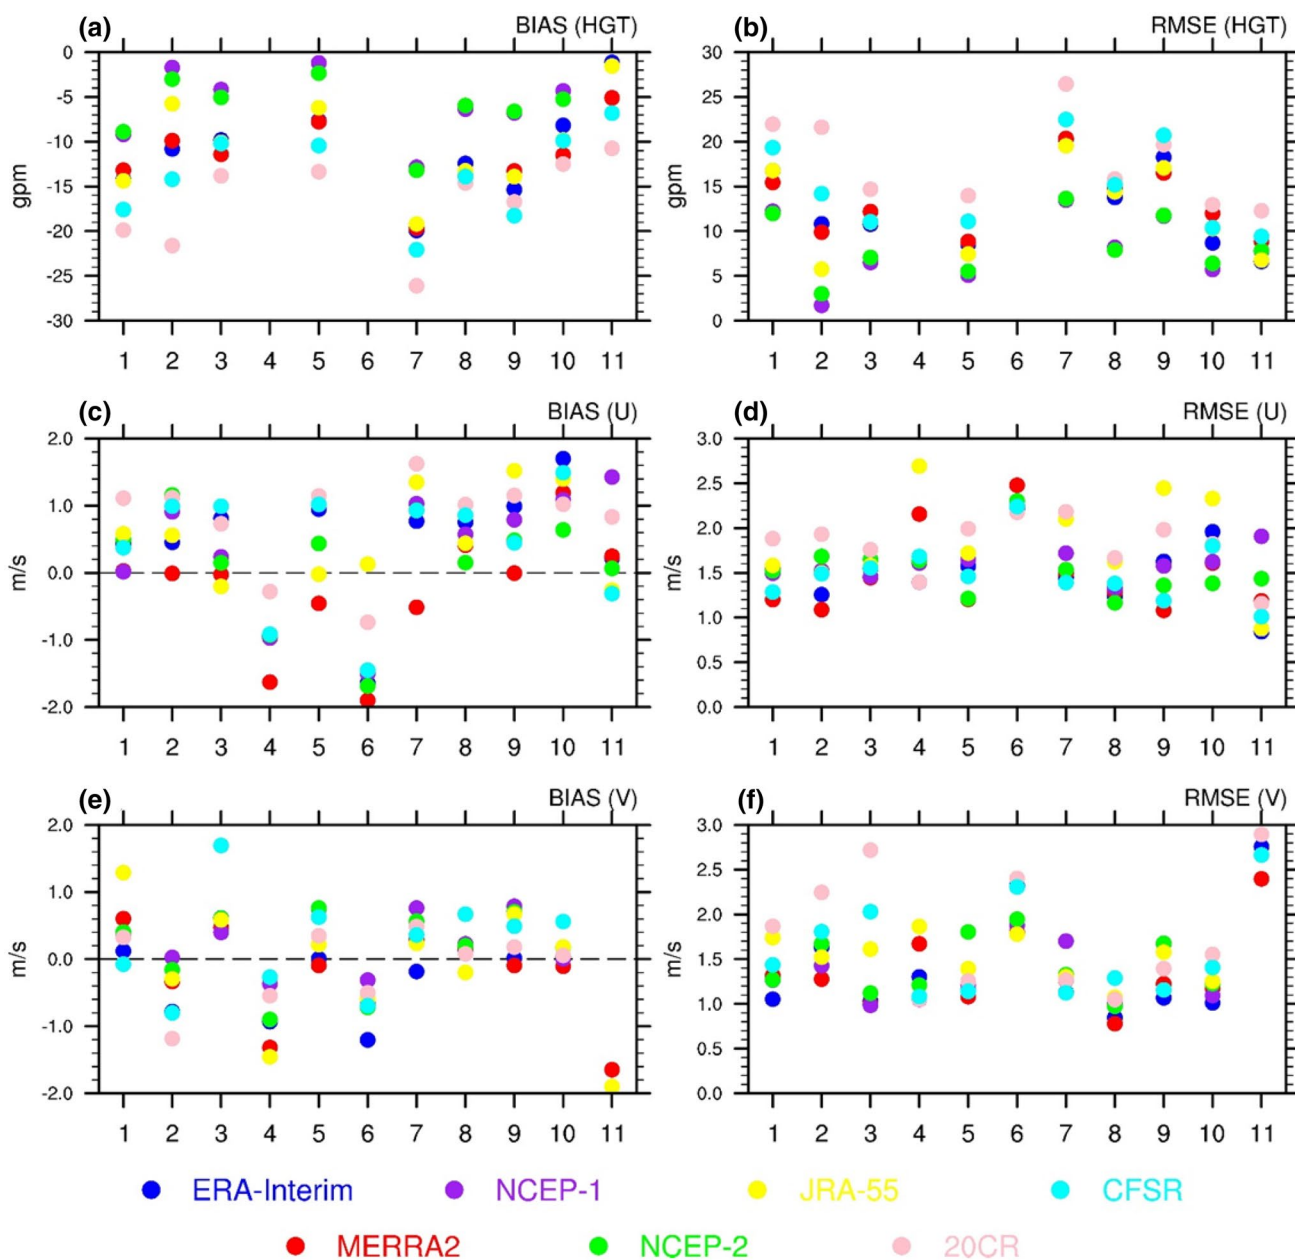 (a) BIAS (HGT) (b) RMSE (HGT)
0 30
-5 25
-10 20
gpm -15 gpm 15
-20 10
-25 5
-30 0
1 2 3 4 5 6 7 8 9 10 11 1 2 3 4 5 6 7 8 9 10 11
(c) BIAS (U) (d) RMSE (U)
2.0 3.0
2.5
1.0 2.0
m/s 0.0 m/s 1.5
1.0
-1.0 0.5
-2.0 0.0
1 2 3 4 5 6 7 8 9 10 11 1 2 3 4 5 6 7 8 9 10 11
(e) BIAS (V) (f) RMSE (V)
2.0 3.0
2.5
1.0 2.0
m/s 0.0 m/s 1.5
1.0
-1.0 0.5
-2.0 0.0
1 2 3 4 5 6 7 8 9 10 11 1 2 3 4 5 6 7 8 9 10 11
ERA-Interim NCEP-1 JRA-55 CFSR
MERRA2 NCEP-2 20CR